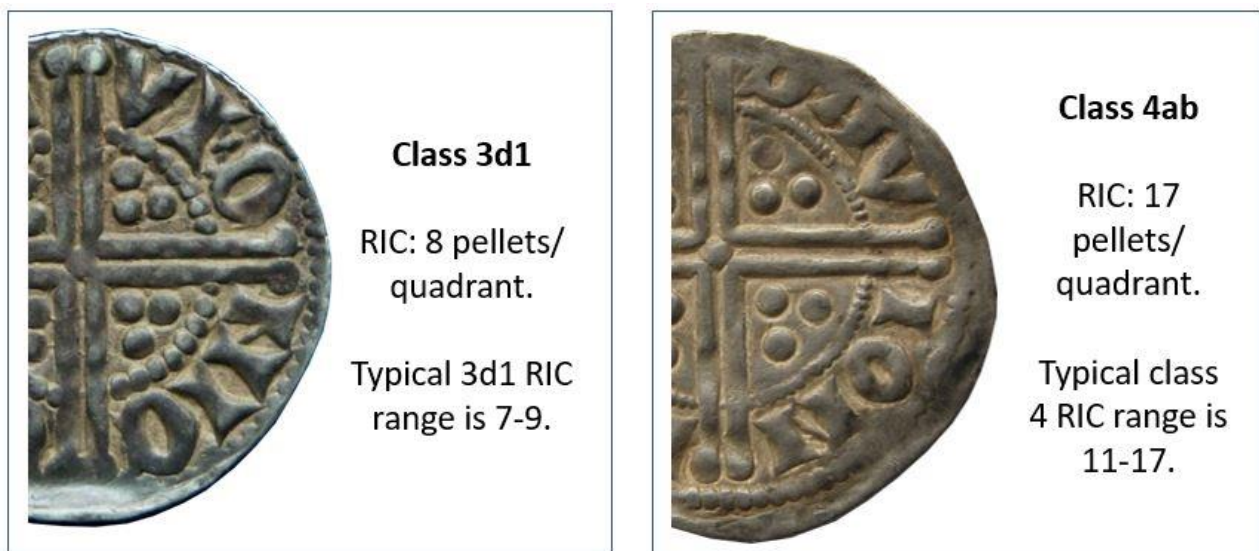 Class 3d1
RIC: 8 pellets/
quadrant.
Typical 3d1 RIC
range is 7-9.
Class 4ab
RIC: 17
pellets/
quadrant.
Typical class
4 RIC range is
11-17.